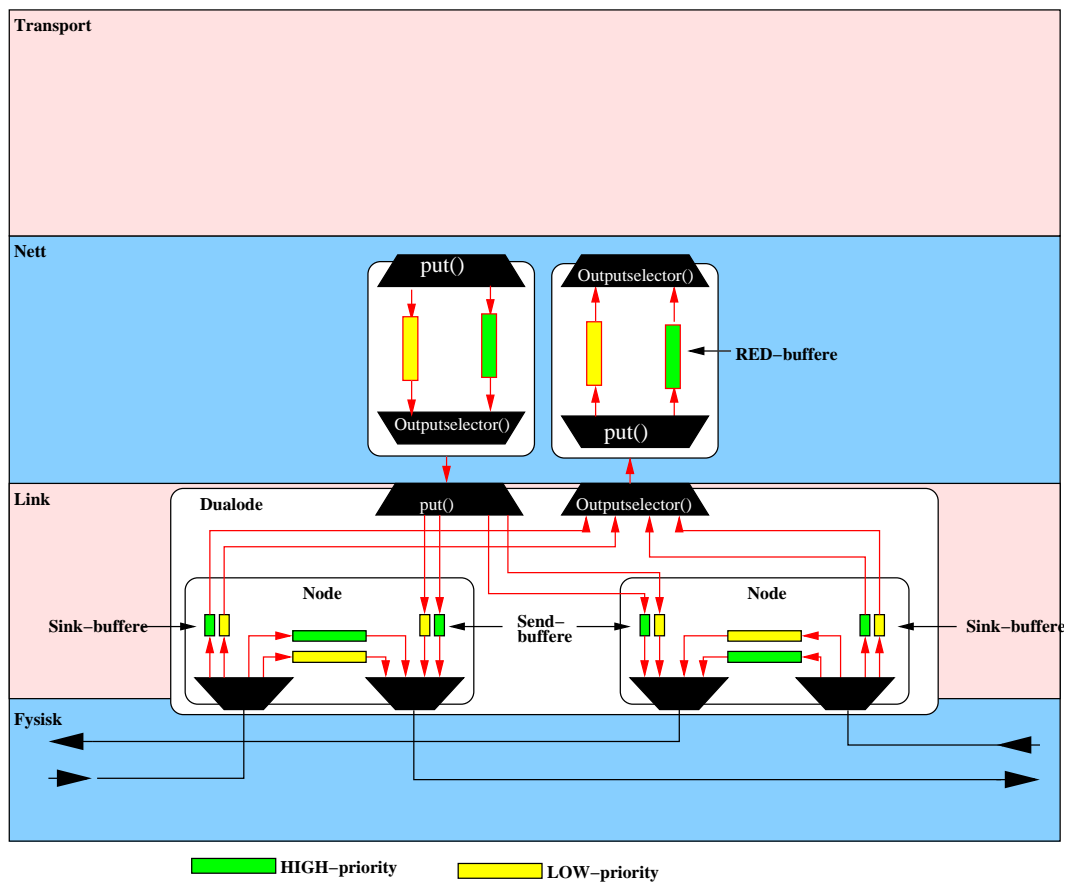 Transport
Nett
put()
Outputselector()
RED-buffere
Outputselector()
put()
Link
Dualode
put()
Outputselector()
Node
Node
Sink-buffere
Send-
buffere
Sink-buffere
Fysisk
HIGH-priority
LOW-priority